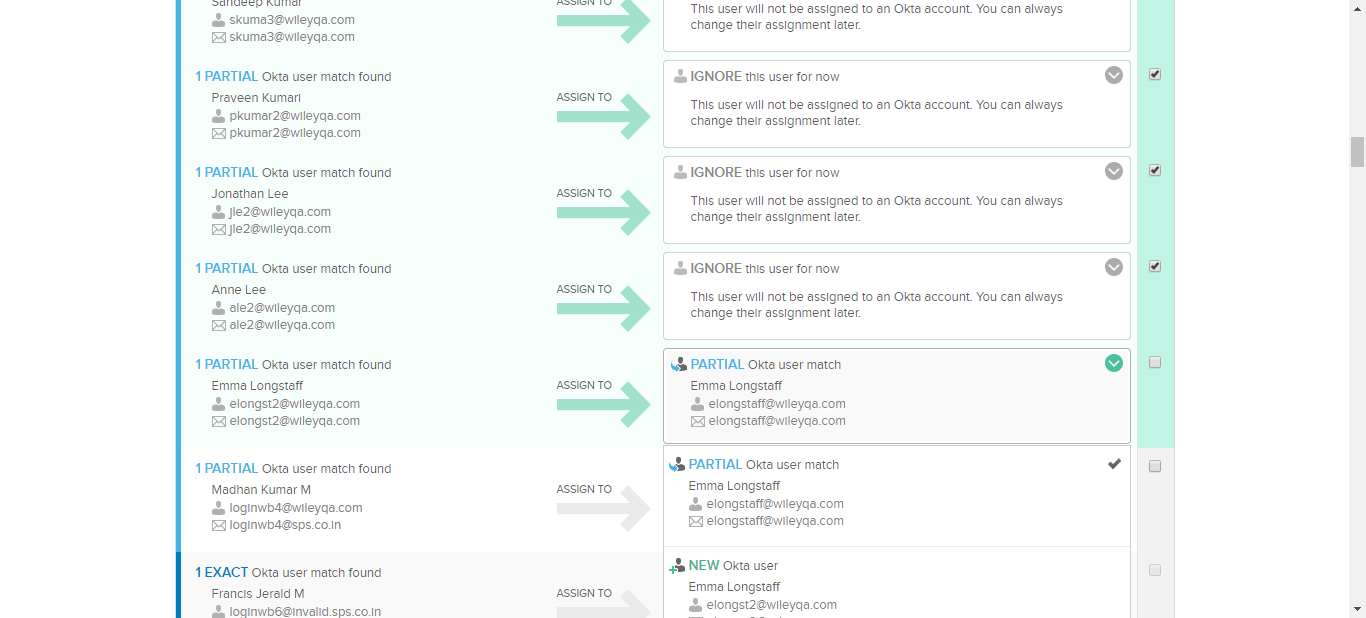 Sandeep Kumar
skuma3@wileyqa.com
skuma3@wileyqa.com
ASSIGN TO
This user will not be assigned to an Okta account. You can always
change their assignment later.
1 PARTIAL Okta user match found
Praveen Kumari
pkumar2@wileyqa.com
pkumar2@wileyqa.com
ASSIGN TO
IGNORE this user for now
This user will not be assigned to an Okta account. You can always
change their assignment later.
1 PARTIAL Okta user match found
Jonathan Lee
jle2@wileyqa.com
jle2@wileyqa.com
ASSIGN TO
IGNORE this user for now
This user will not be assigned to an Okta account. You can always
change their assignment later.
1 PARTIAL Okta user match found
Anne Lee
ale2@wileyqa.com
ale2@wileyqa.com
ASSIGN TO
IGNORE this user for now
This user will not be assigned to an Okta account. You can always
change their assignment later.
1 PARTIAL Okta user match found
Emma Longstaff
elongst2@wileyqa.com
elongst2@wileyqa.com
ASSIGN TO
PARTIAL Okta user match
Emma Longstaff
elongstaff@wileyqa.com
elongstaff@wileyqa.com
1 PARTIAL Okta user match found
Madhan Kumar M
loginwb4@wileyqa.com
loginwb4@sps.co.in
ASSIGN TO
PARTIAL Okta user match
Emma Longstaff
elongstaff@wileyqa.com
elongstaff@wileyqa.com
1 EXACT Okta user match found
Francis Jerald M
loginwb6@invalid.sps.co.in
ASSIGN TO
NEW Okta user
Emma Longstaff
elongst2@wileyqa.com